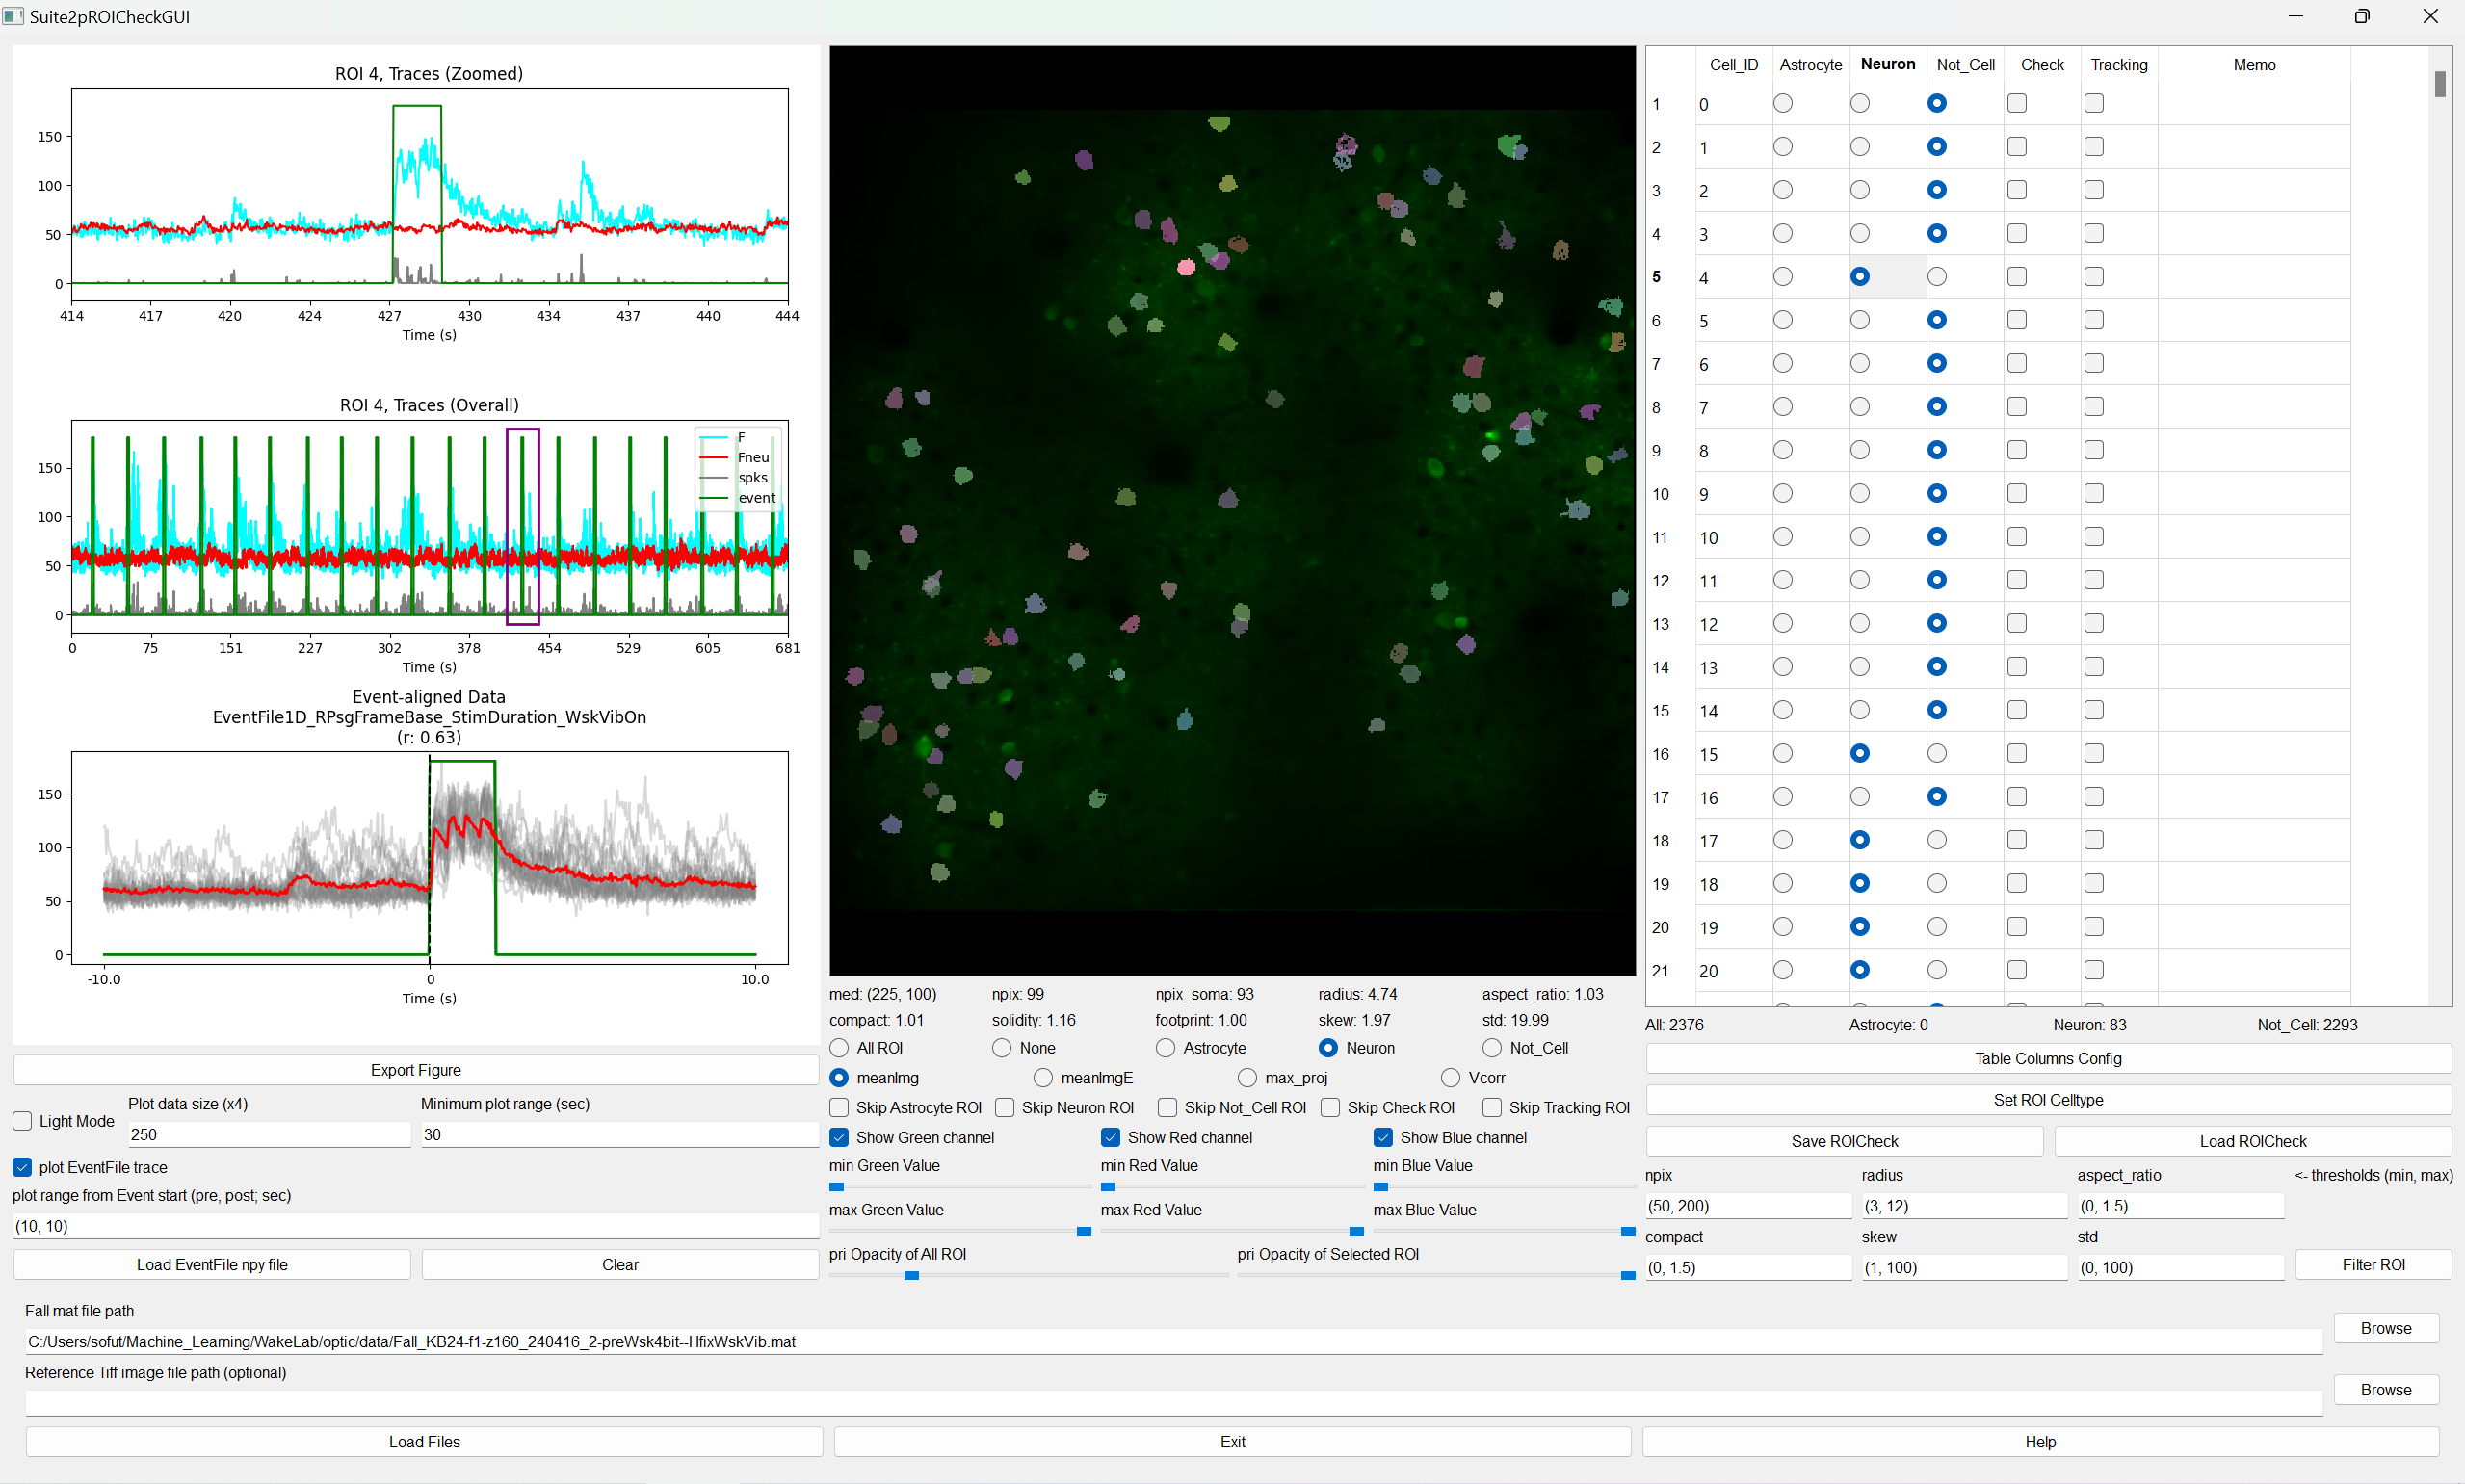 Suite2pROICheckGUI
ROI 4, Traces (Zoomed)
150
100
50
0
414 417 420 424 427 430 434 437 440 444
Time (s)
ROI 4, Traces (Overall)
F
Fneu
spks
event
150
100
50
0
0 75 151 227 302 378 454 529 605 681
Time (s)
Event-aligned Data
EventFile1D_RPsgFrameBase_StimDuration_WskVibOn
(r: 0.63)
150
100
50
0
-10.0 0 10.0
Time (s)
Export Figure
Light Mode
Plot data size (x4)
Minimum plot range (sec)
250
30
plot EventFile trace
plot range from Event start (pre, post; sec)
(10, 10)
Load EventFile npy file
Clear
med: (225, 100) npix: 99 npix_soma: 93 radius: 4.74 aspect_ratio: 1.03
compact: 1.01 solidity: 1.16 footprint: 1.00 skew: 1.97 std: 19.99
All ROI None Astrocyte Neuron Not_Cell
meanImg meanImgE max_proj Vcorr
Skip Astrocyte ROI Skip Neuron ROI Skip Not_Cell ROI Skip Check ROI Skip Tracking ROI
Show Green channel Show Red channel Show Blue channel
min Green Value min Red Value min Blue Value
max Green Value max Red Value max Blue Value
pri Opacity of All ROI pri Opacity of Selected ROI
Cell_ID Astrocyte Neuron Not_Cell Check Tracking Memo
1 0
2 1
3 2
4 3
5 4
6 5
7 6
8 7
9 8
10 9
11 10
12 11
13 12
14 13
15 14
16 15
17 16
18 17
19 18
20 19
21 20
All: 2376 Astrocyte: 0 Neuron: 83 Not_Cell: 2293
Table Columns Config
Set ROI Celltype
Save ROICheck Load ROICheck
npix radius aspect_ratio <- thresholds (min, max)
(50, 200) (3, 12) (0, 1.5)
compact skew std
(0, 1.5) (1, 100) (0, 100) Filter ROI
Fall mat file path
C:/Users/sofut/Machine_Learning/WakeLab/optic/data/Fall_KB24-f1-z160_240416_2-preWsk4bit--HfixWskVib.mat
Browse
Reference Tiff image file path (optional)
Browse
Load Files Exit Help